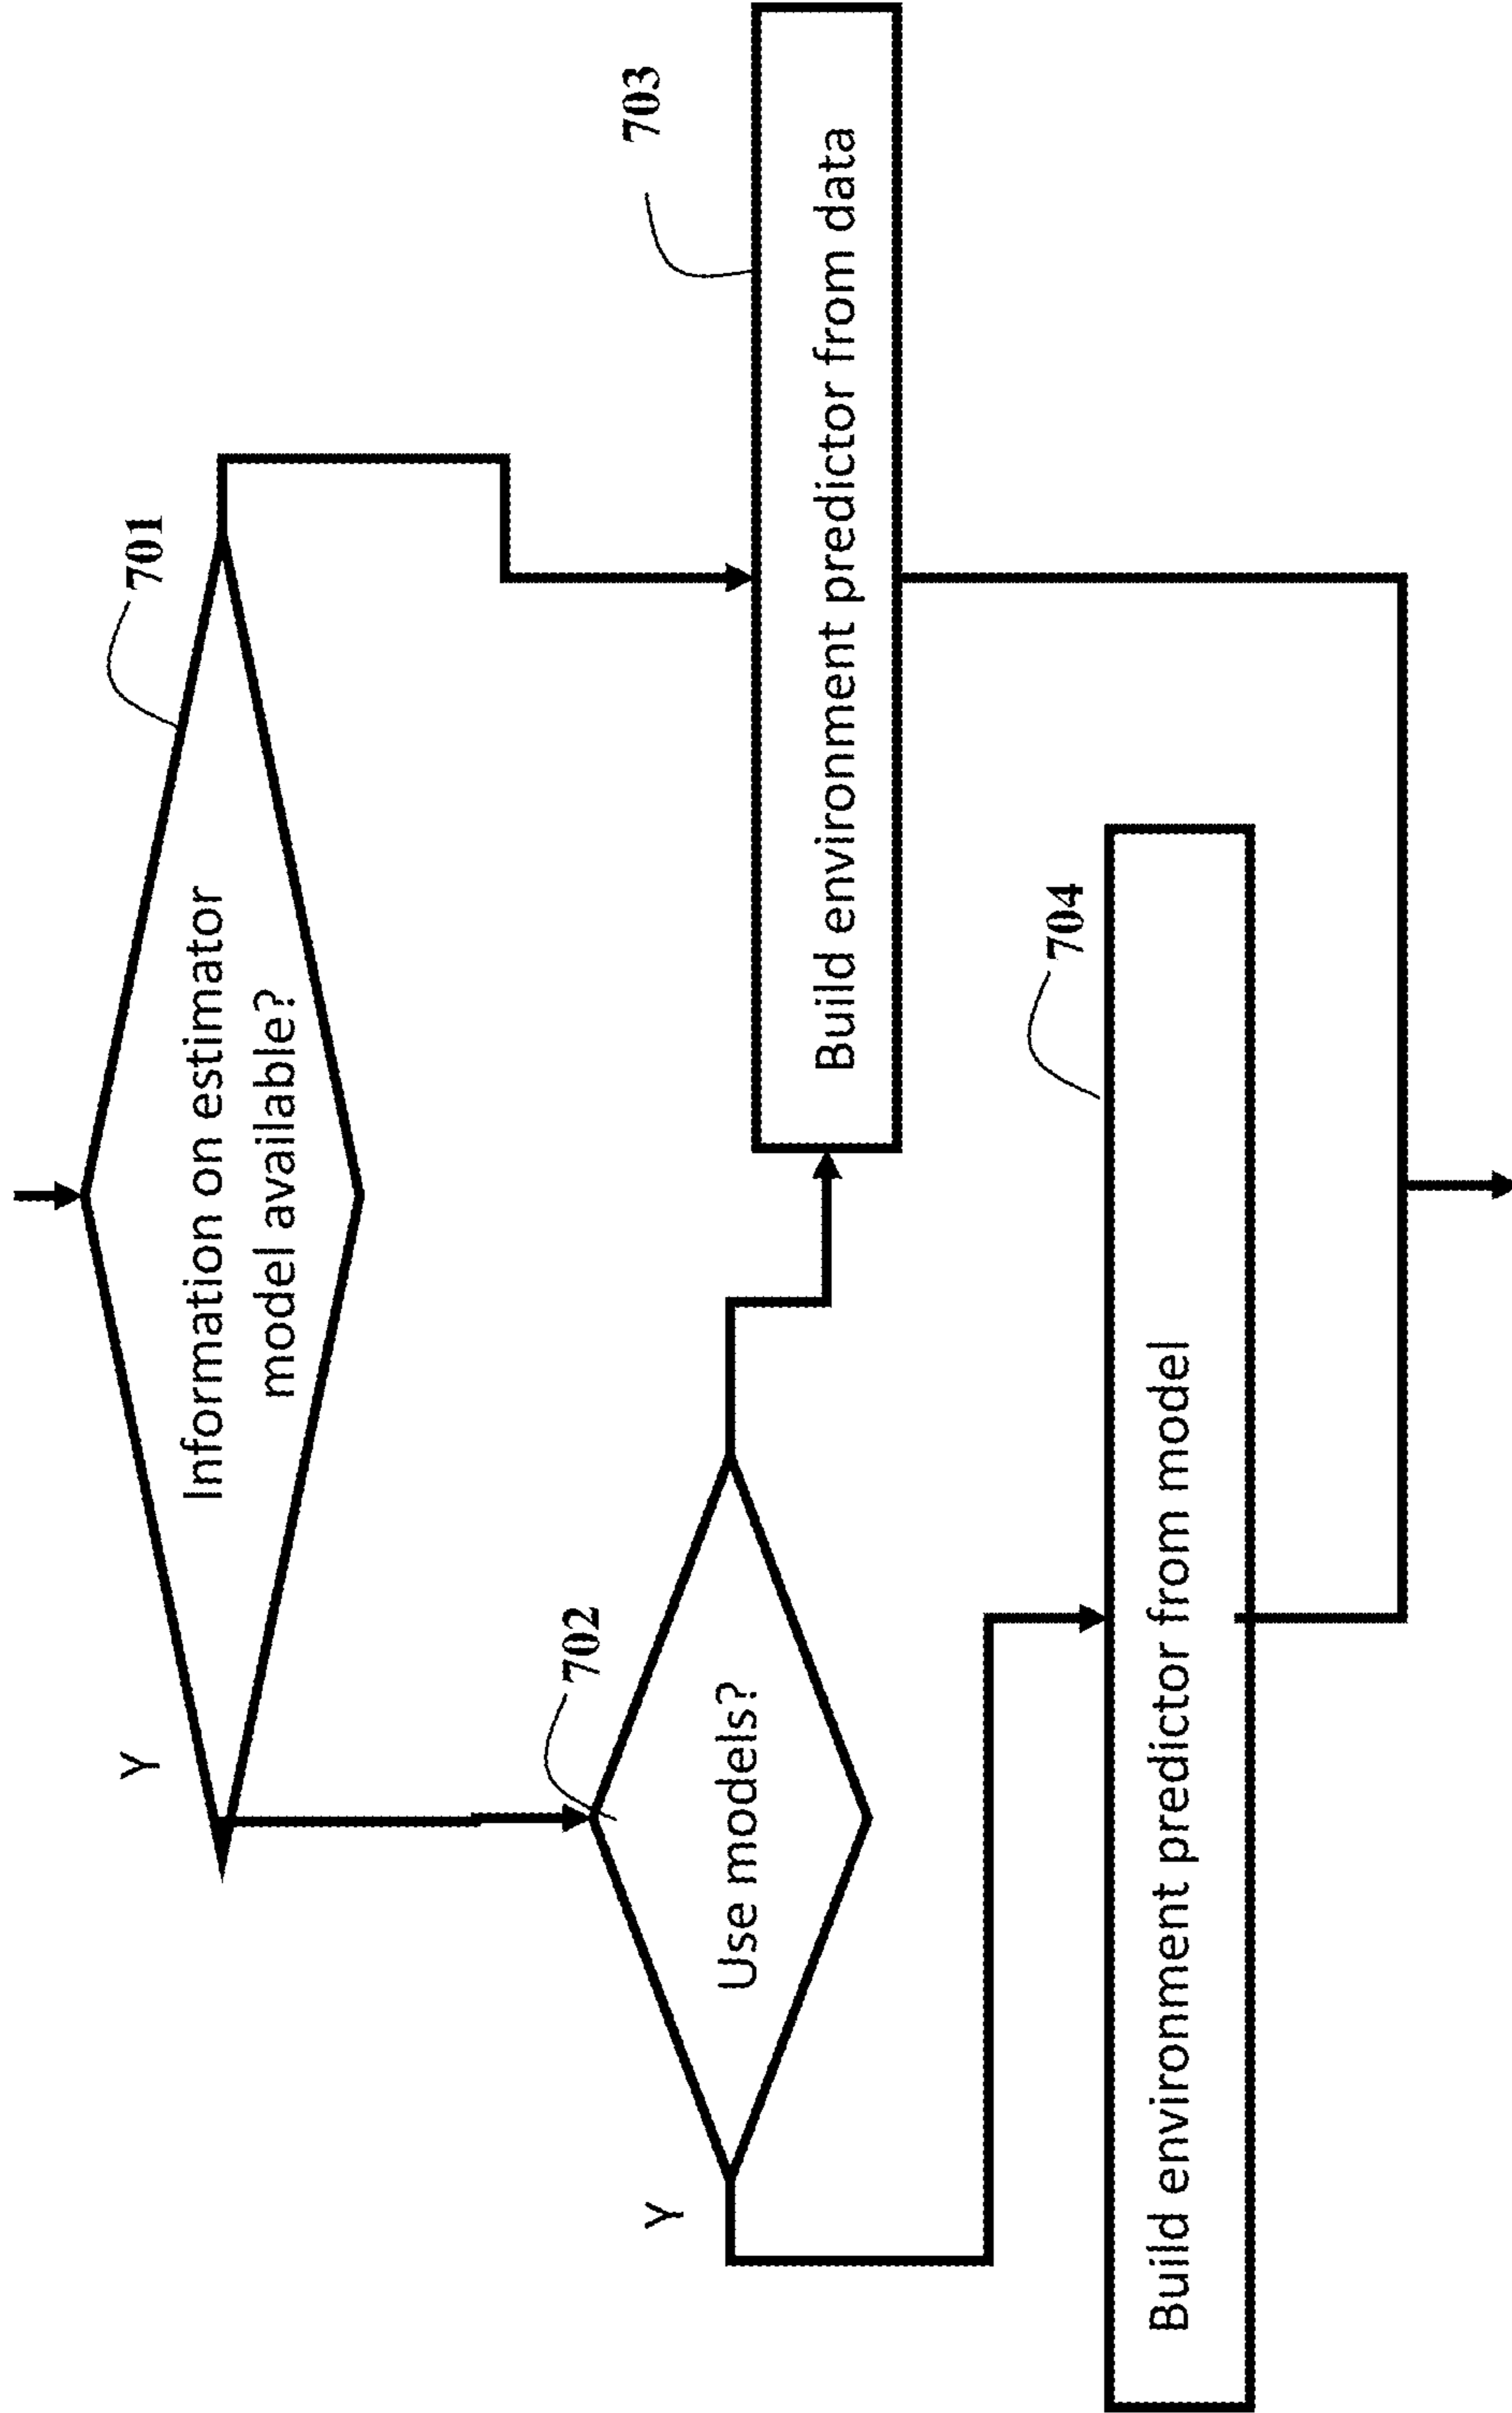 701
Information on estimator
model available?
Y
702
Use models?
Y
703
Build environment predictor from data
704
Build environment predictor from model